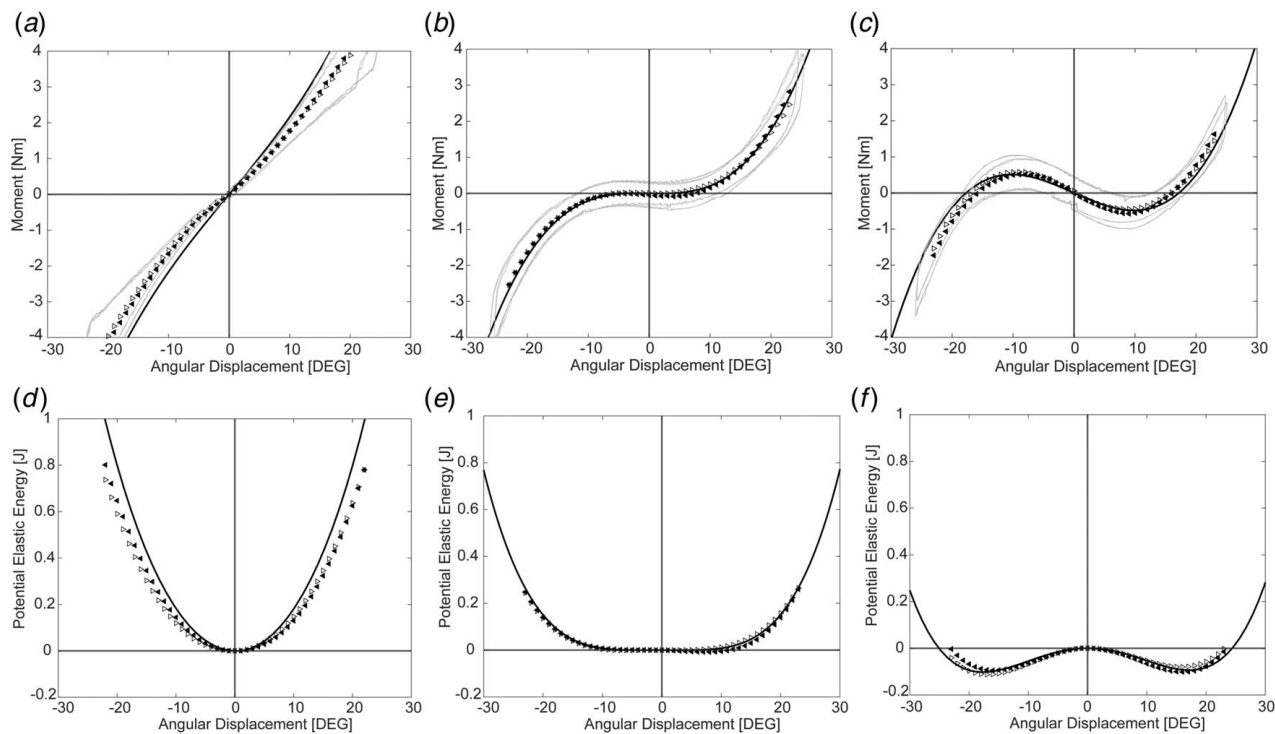 (a)
(b)
(c)
Moment [Nm]
4
3
2
1
0
-1
-2
-3
-4
-30 -20 -10 0 10 20 30
Angular Displacement [DEG]
Moment [Nm]
4
3
2
1
0
-1
-2
-3
-4
-30 -20 -10 0 10 20 30
Angular Displacement [DEG]
Moment [Nm]
4
3
2
1
0
-1
-2
-3
-4
-30 -20 -10 0 10 20 30
Angular Displacement [DEG]
(d)
(e)
(f)
Potential Elastic Energy [J]
1
0.8
0.6
0.4
0.2
0
-0.2
-30 -20 -10 0 10 20 30
Angular Displacement [DEG]
Potential Elastic Energy [J]
1
0.8
0.6
0.4
0.2
0
-0.2
-30 -20 -10 0 10 20 30
Angular Displacement [DEG]
Potential Elastic Energy [J]
1
0.8
0.6
0.4
0.2
0
-0.2
-30 -20 -10 0 10 20 30
Angular Displacement [DEG]